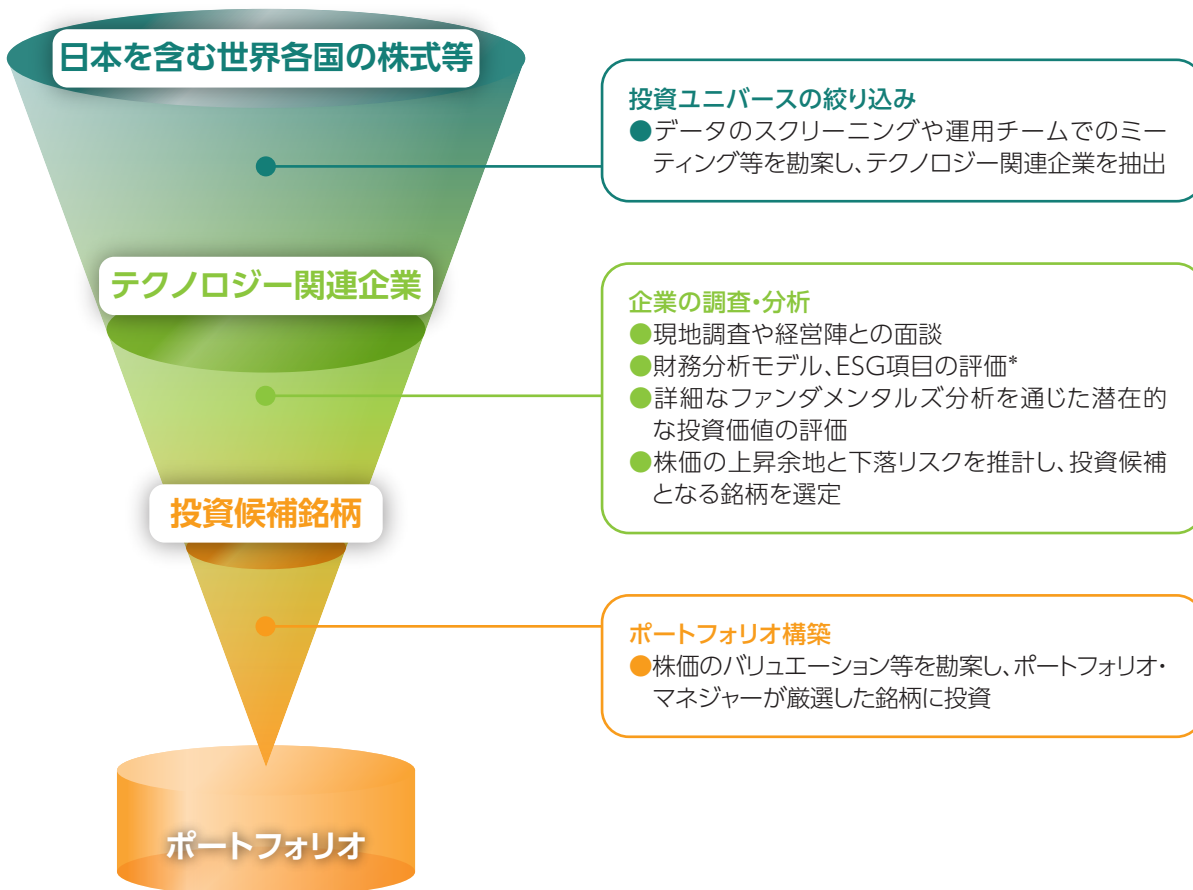 日本を含む世界各国の株式等
投資ユニバースの絞り込み
●データのスクリーニングや運用チームでのミー
ティング等を勘案し、テクノロジー関連企業を抽出
テクノロジー関連企業
企業の調査・分析
●現地調査や経営陣との面談
●財務分析モデル、ESG項目の評価*
●詳細なファンダメンタルズ分析を通じた潜在的
な投資価値の評価
●株価の上昇余地と下落リスクを推計し、投資候補
となる銘柄を選定
投資候補銘柄
ポートフォリオ構築
●株価のバリュエーション等を勘案し、ポートフォリオ・
マネジャーが厳選した銘柄に投資
ポートフォリオ